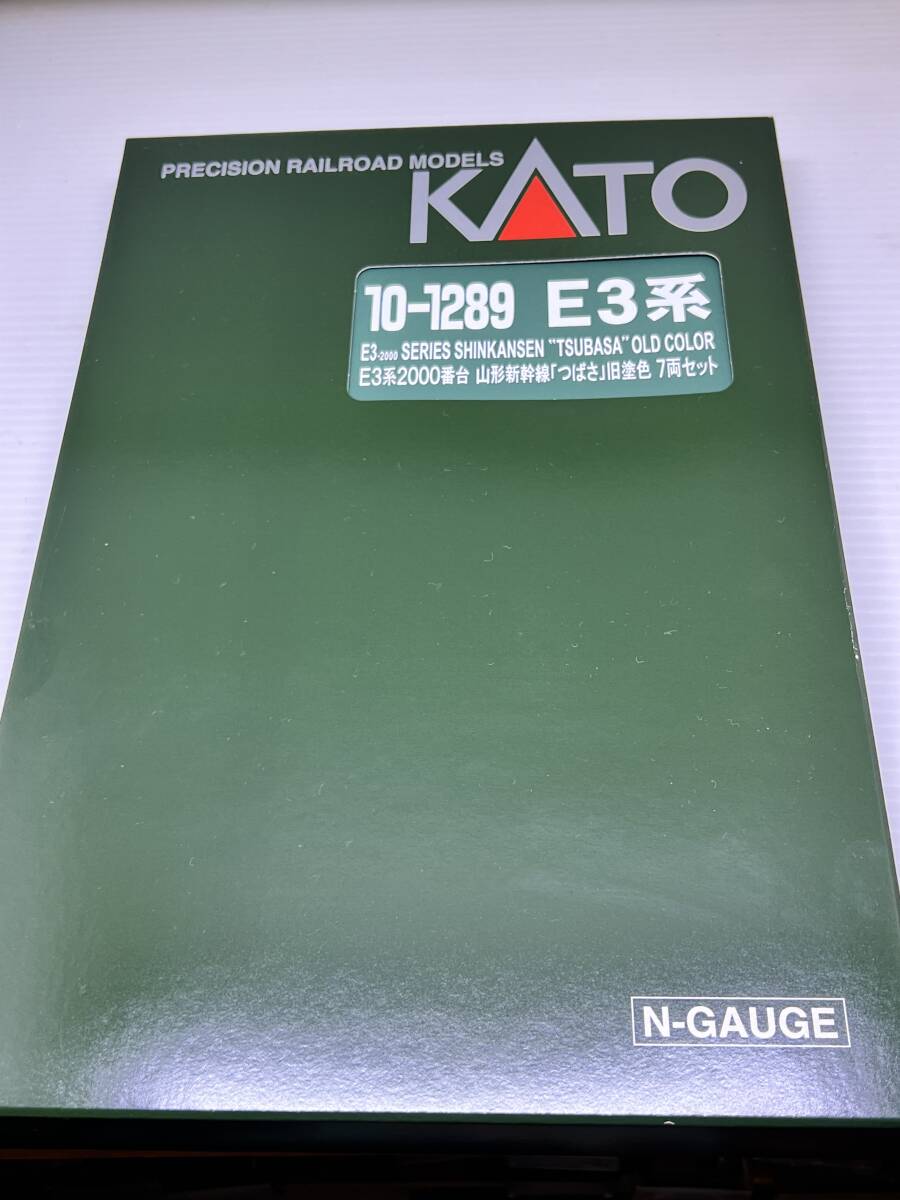 PRECISION RAILROAD MODELS
KATO
10-1289 E3系
E3-2000 SERIES SHINKANSEN "TSUBASA" OLD COLOR
E3系2000番台 山形新幹線「つばさ」旧塗色 7両セット
N-GAUGE